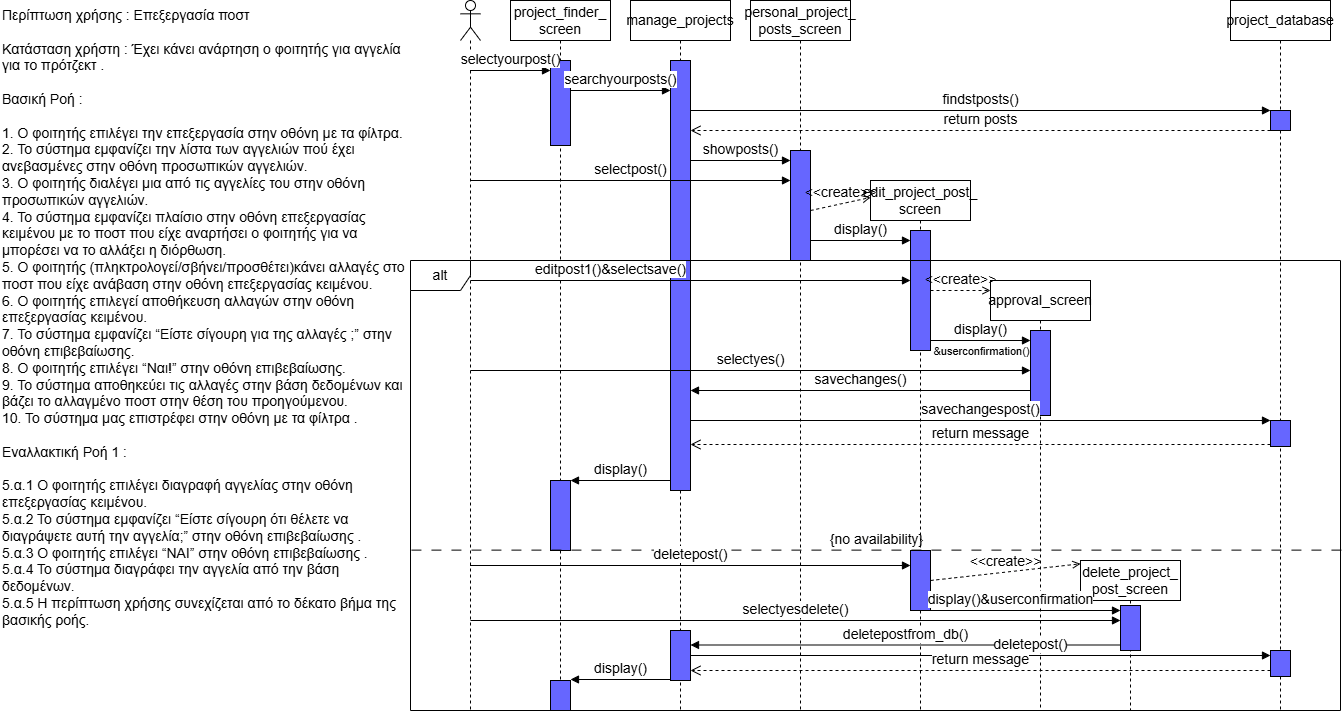 Περίπτωση χρήσης : Επεξεργασία ποστ
Κατάσταση χρήστη : Έχει κάνει ανάρτηση ο φοιτητής για αγγελία
για το πρότζεκτ .
Βασική Ροή :
1. Ο φοιτητής επιλέγει την επεξεργασία στην οθόνη με τα φίλτρα.
2. Το σύστημα εμφανίζει την λίστα των αγγελιών πού έχει
ανεβασμένες στην οθόνη προσωπικών αγγελιών.
3. Ο φοιτητής διαλέγει μια από τις αγγελίες του στην οθόνη
προσωπικών αγγελιών.
4. Το σύστημα εμφανίζει πλαίσιο στην οθόνη επεξεργασίας
κειμένου με το ποστ που είχε αναρτήσει ο φοιτητής για να
μπορέσει να το αλλάξει η διόρθωση.
5. Ο φοιτητής (πληκτρολογεί/σβήνει/προσθέτει)κάνει αλλαγές στο
ποστ που είχε ανάβαση στην οθόνη επεξεργασίας κειμένου.
6. Ο φοιτητής επιλεγεί αποθήκευση αλλαγών στην οθόνη
επεξεργασίας κειμένου.
7. Το σύστημα εμφανίζει “Είστε σίγουρη για της αλλαγές ;” στην
οθόνη επιβεβαίωσης.
8. Ο φοιτητής επιλέγει “Ναι!” στην οθόνη επιβεβαίωσης.
9. Το σύστημα αποθηκεύει τις αλλαγές στην βάση δεδομένων και
βάζει το αλλαγμένο ποστ στην θέση του προηγούμενου.
10. Το σύστημα μας επιστρέφει στην οθόνη με τα φίλτρα .
Εναλλακτική Ροή 1 :
5.α.1 Ο φοιτητής επιλέγει διαγραφή αγγελίας στην οθόνη
επεξεργασίας κειμένου.
5.α.2 Το σύστημα εμφανίζει “Είστε σίγουρη ότι θέλετε να
διαγράψετε αυτή την αγγελία;” στην οθόνη επιβεβαίωσης .
5.α.3 Ο φοιτητής επιλέγει “ΝΑΙ” στην οθόνη επιβεβαίωσης .
5.α.4 Το σύστημα διαγράφει την αγγελία από την βάση
δεδομένων.
5.α.5 Η περίπτωση χρήσης συνεχίζεται από το δέκατο βήμα της
βασικής ροής.
project_finder_
screen
manage_projects
personal_project_
posts_screen
project_database
selectyourpost()
searchyourposts()
findstposts()
return posts
showposts()
selectpost()
<<create>>
edit_project_post_
screen
display()
alt
editpost1()&selectsave()
<<create>>
approval_screen
display()
&userconfirmation()
selectyes()
savechanges()
savechangespost()
return message
display()
{no availability}
deletepost()
<<create>>
delete_project_
post_screen
display()&userconfirmation
selectyesdelete()
deletepostfrom_db()
deletepost()
return message
display()